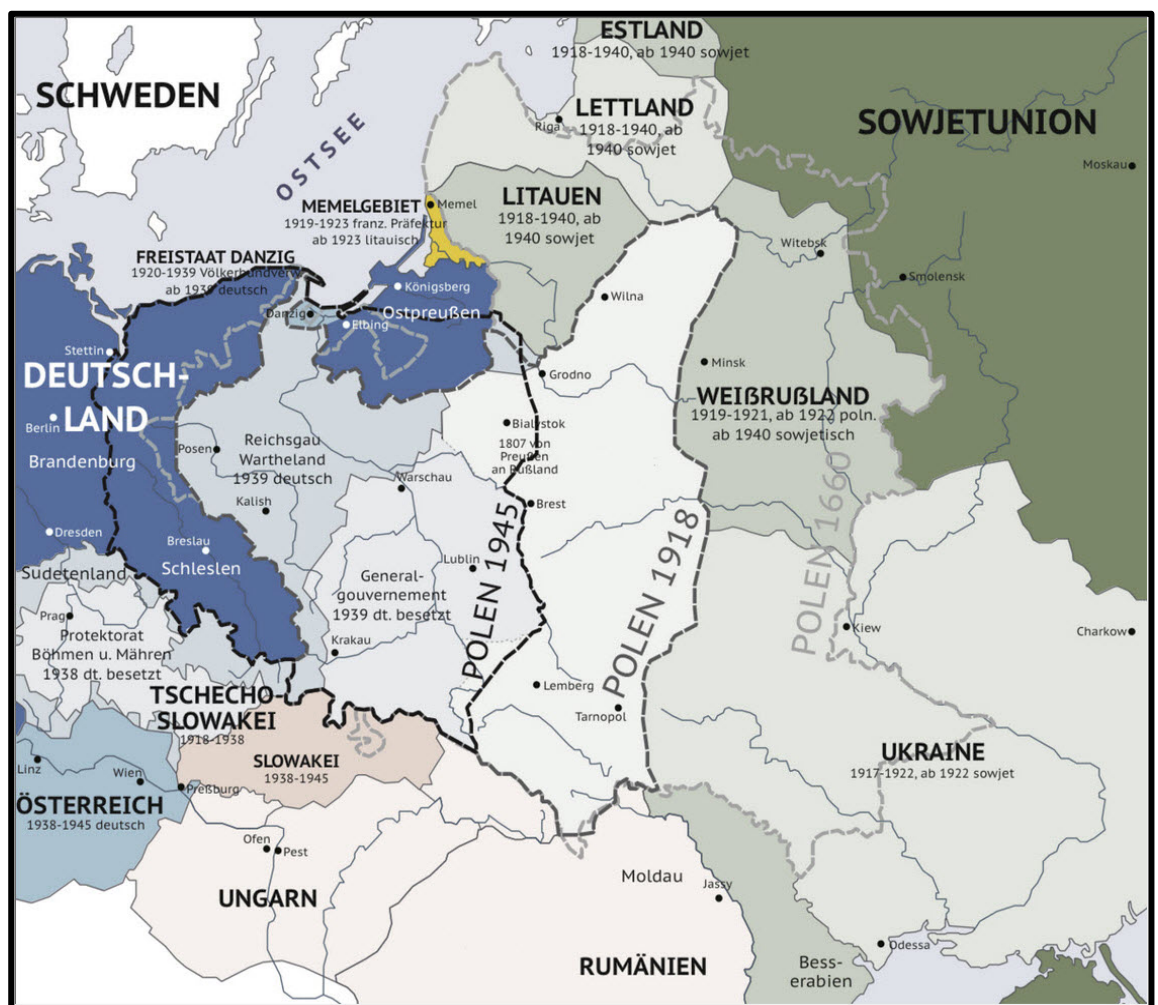 ESTLAND
1918-1940, ab 1940 sowjet
SCHWEDEN
LETTLAND
1918-1940, ab
1940 sowjet
Riga
SOWJETUNION
Moskau
OSTSEE
LITAUEN
1918-1940, ab
1940 sowjet
MEMELGEBIET
1919-1923 franz. Präfektur
ab 1923 litauisch
Memel
Witebsk
Smolensk
FREISTAAT DANZIG
1920-1939 Völkerbundverw.
ab 1939 deutsch
Königsberg
Ostpreußen
Danzig
Elbing
Wilna
Stettin
DEUTSCH-
LAND
Berlin
Brandenburg
Grodno
Minsk
WEIßRUßLAND
1919-1921, ab 1922 poln.
ab 1940 sowjetisch
Bialystok
1807 von
Preußen
an Rußland
Posen
Reichsgau
Wartheland
1939 deutsch
Kalish
Warschau
Brest
POLEN 1945
POLEN 1918
POLEN 1660
Dresden
Breslau
Schleslen
Lublin
Sudetenland
General-
gouvernement
1939 dt. besetzt
Prag
Protektorat
Böhmen u. Mähren
1938 dt. besetzt
Krakau
Kiew
Charkow
Lemberg
Tarnopol
TSCHECHO-
SLOWAKEI
1918-1938
SLOWAKEI
1938-1945
UKRAINE
1917-1922, ab 1922 sowjet
Linz
Wien
Preßburg
ÖSTERREICH
1938-1945 deutsch
Ofen
Pest
UNGARN
Moldau
Jassy
RUMÄNIEN
Bess-
erabien
Odessa